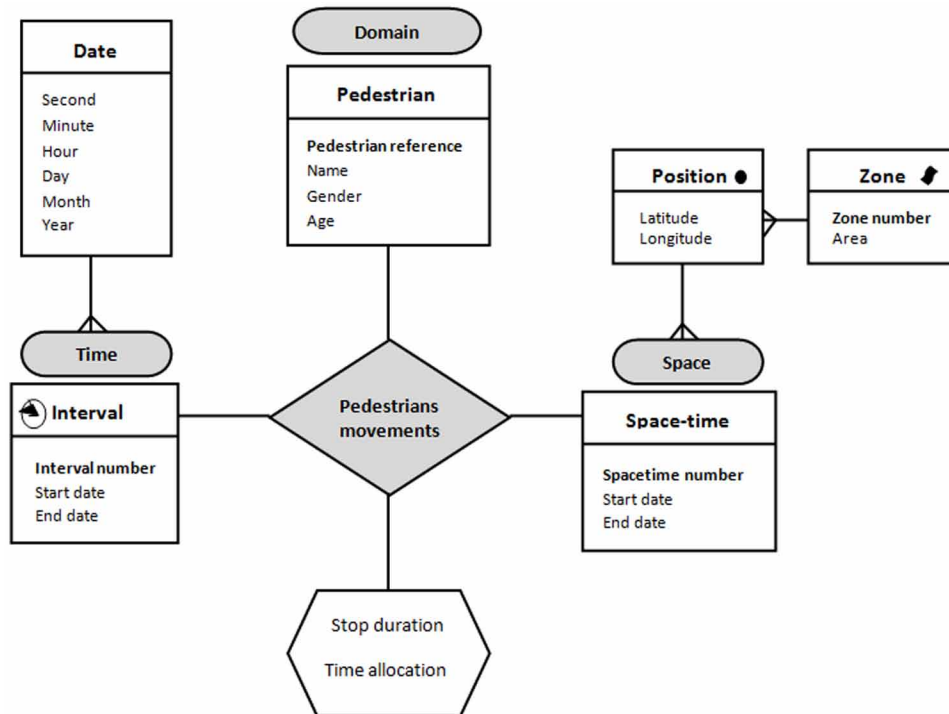 Date
Second
Minute
Hour
Day
Month
Year
Domain
Pedestrian
Pedestrian reference
Name
Gender
Age
Position
Latitude
Longitude
Zone
Zone number
Area
Time
Interval
Interval number
Start date
End date
Pedestrians
movements
Space
Space-time
Spacetime number
Start date
End date
Stop duration
Time allocation